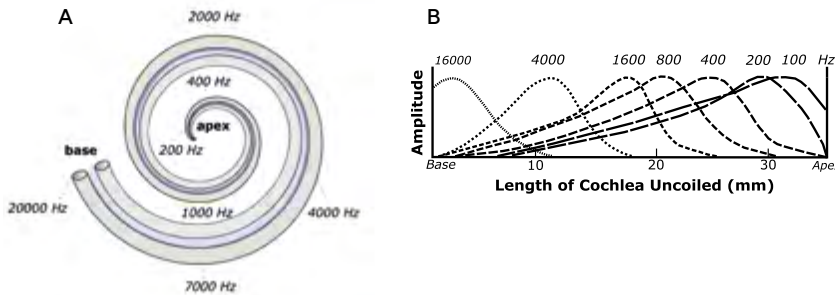 A
2000 Hz
400 Hz
apex
200 Hz
base
20000 Hz
1000 Hz
4000 Hz
7000 Hz
B
16000 4000 1600 800 400 200 100 Hz
Amplitude
Base 10 20 30 Ape
Length of Cochlea Uncoiled (mm)